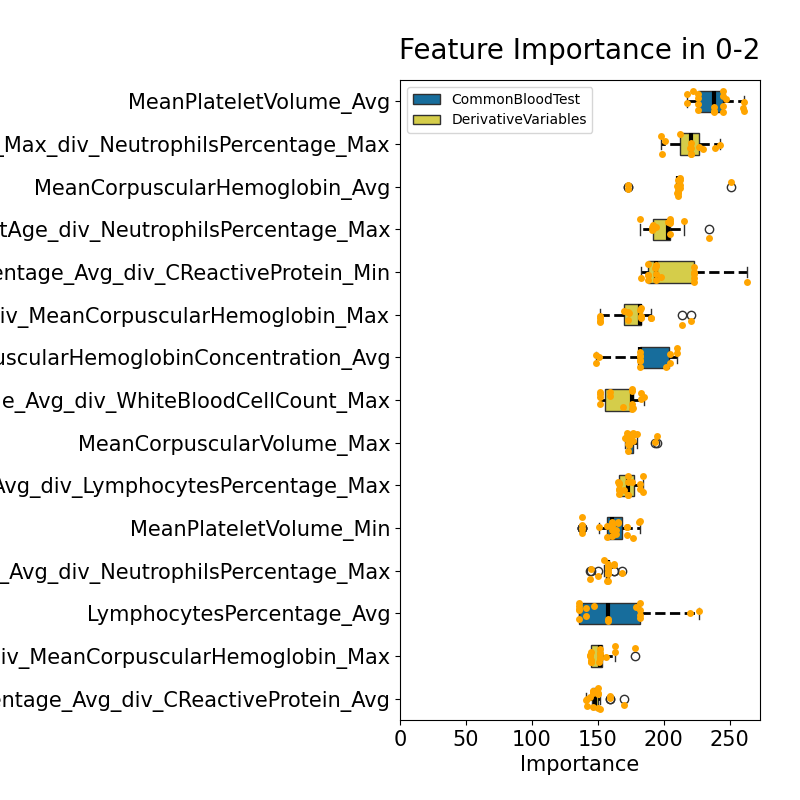 Feature Importance in 0-2
CommonBloodTest
DerivativeVariables
MeanPlateletVolume_Avg
_Max_div_NeutrophilsPercentage_Max
MeanCorpuscularHemoglobin_Avg
tAge_div_NeutrophilsPercentage_Max
entage_Avg_div_CReactiveProtein_Min
iv_MeanCorpuscularHemoglobin_Max
uscularHemoglobinConcentration_Avg
e_Avg_div_WhiteBloodCellCount_Max
MeanCorpuscularVolume_Max
Avg_div_LymphocytesPercentage_Max
MeanPlateletVolume_Min
_Avg_div_NeutrophilsPercentage_Max
LymphocytesPercentage_Avg
iv_MeanCorpuscularHemoglobin_Max
entage_Avg_div_CReactiveProtein_Avg
0 50 100 150 200 250
Importance